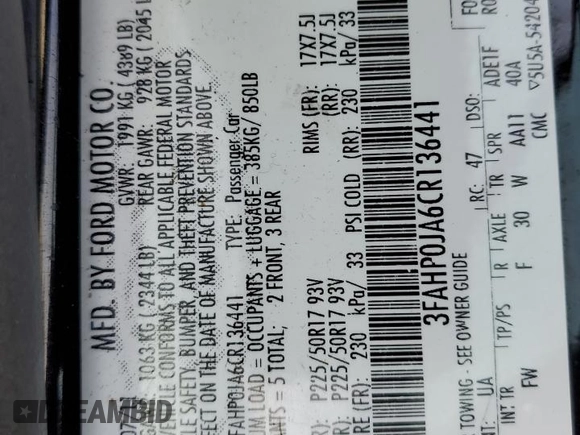 MFD. BY FORD MOTOR CO.
GVWR: 1991 KG (4389 LB)
1063 KG (2344 LB) REAR GAWR: 928 KG (2045 L
VEHICLE CONFORMS TO ALL APPLICABLE FEDERAL MOTOR
LE SAFETY, BUMPER, AND THEFT PREVENTION STANDARDS
FECT ON THE DATE OF MANUFACTURE SHOWN ABOVE.
FAHP0JA6CR136441 TYPE: Passenger Car
UM LOAD = OCCUPANTS + LUGGAGE = 385KG/ 850LB
NTS = 5 TOTAL; 2 FRONT, 3 REAR
R): P225/50R17 93V RIMS (FR): 17X7.5J
R): P225/50R17 93V (RR): 17X7.5J
RE (FR): 230 kPa/ 33 PSI COLD (RR): 230 kPa/ 33
3FAHP0JA6CR136441
TOWING - SEE OWNER GUIDE
UA RC: 47 DSO: F0
INT TR TP/PS R AXLE TR SPR ADE1F R0
FW F 30 W AA11 40A
CMC ▽5U5A-54204
DREAMBID